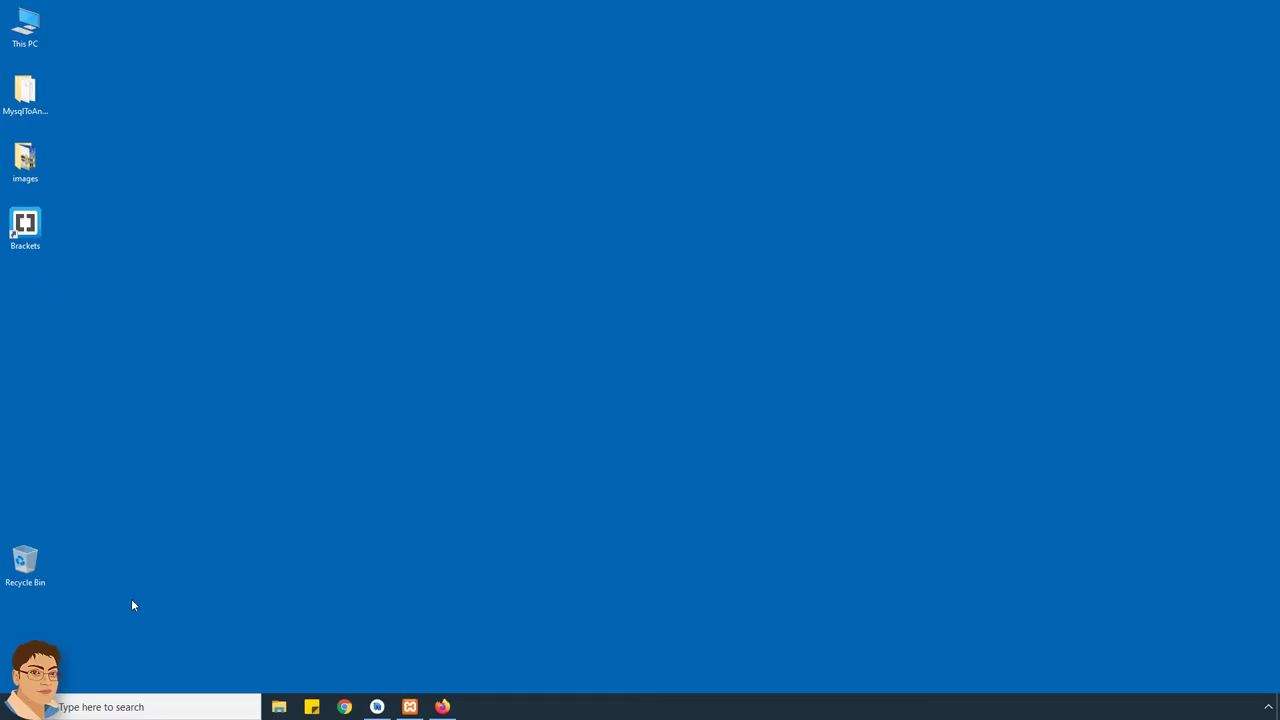 This PC
MysqlToAn...
images
Brackets
Recycle Bin
Type here to search